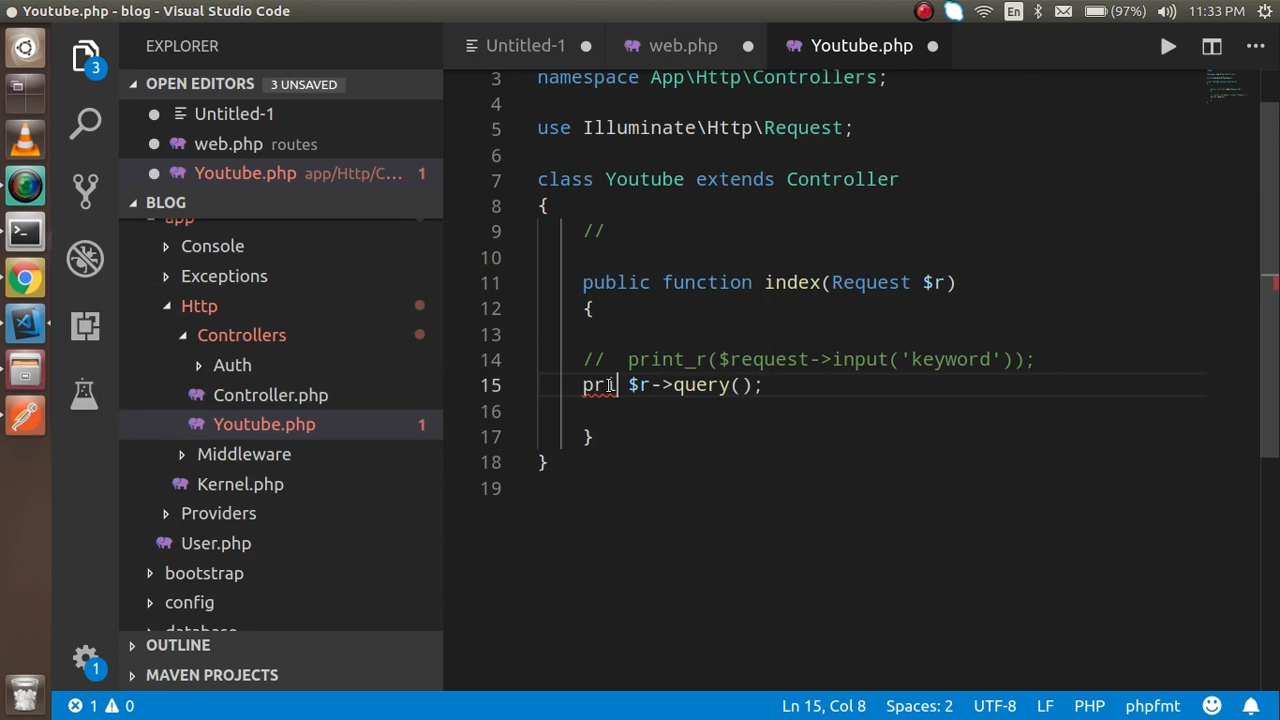 Youtube.php - blog - Visual Studio Code
En
(97%)
11:33 PM
EXPLORER
Untitled-1
web.php
Youtube.php
3
OPEN EDITORS 3 UNSAVED
Untitled-1
web.php routes
Youtube.php app/Http/C... 1
BLOG
app
Console
Exceptions
Http
Controllers
Auth
Controller.php
Youtube.php 1
Middleware
Kernel.php
Providers
User.php
bootstrap
config
database
OUTLINE
MAVEN PROJECTS
1
3 namespace App\Http\Controllers;
4
5 use Illuminate\Http\Request;
6
7 class Youtube extends Controller
8 {
9 //
10
11 public function index(Request $r)
12 {
13
14 // print_r($request->input('keyword'));
15 pri $r->query();
16
17 }
18 }
19
1 0
Ln 15, Col 8
Spaces: 2
UTF-8
LF
PHP
phpfmt